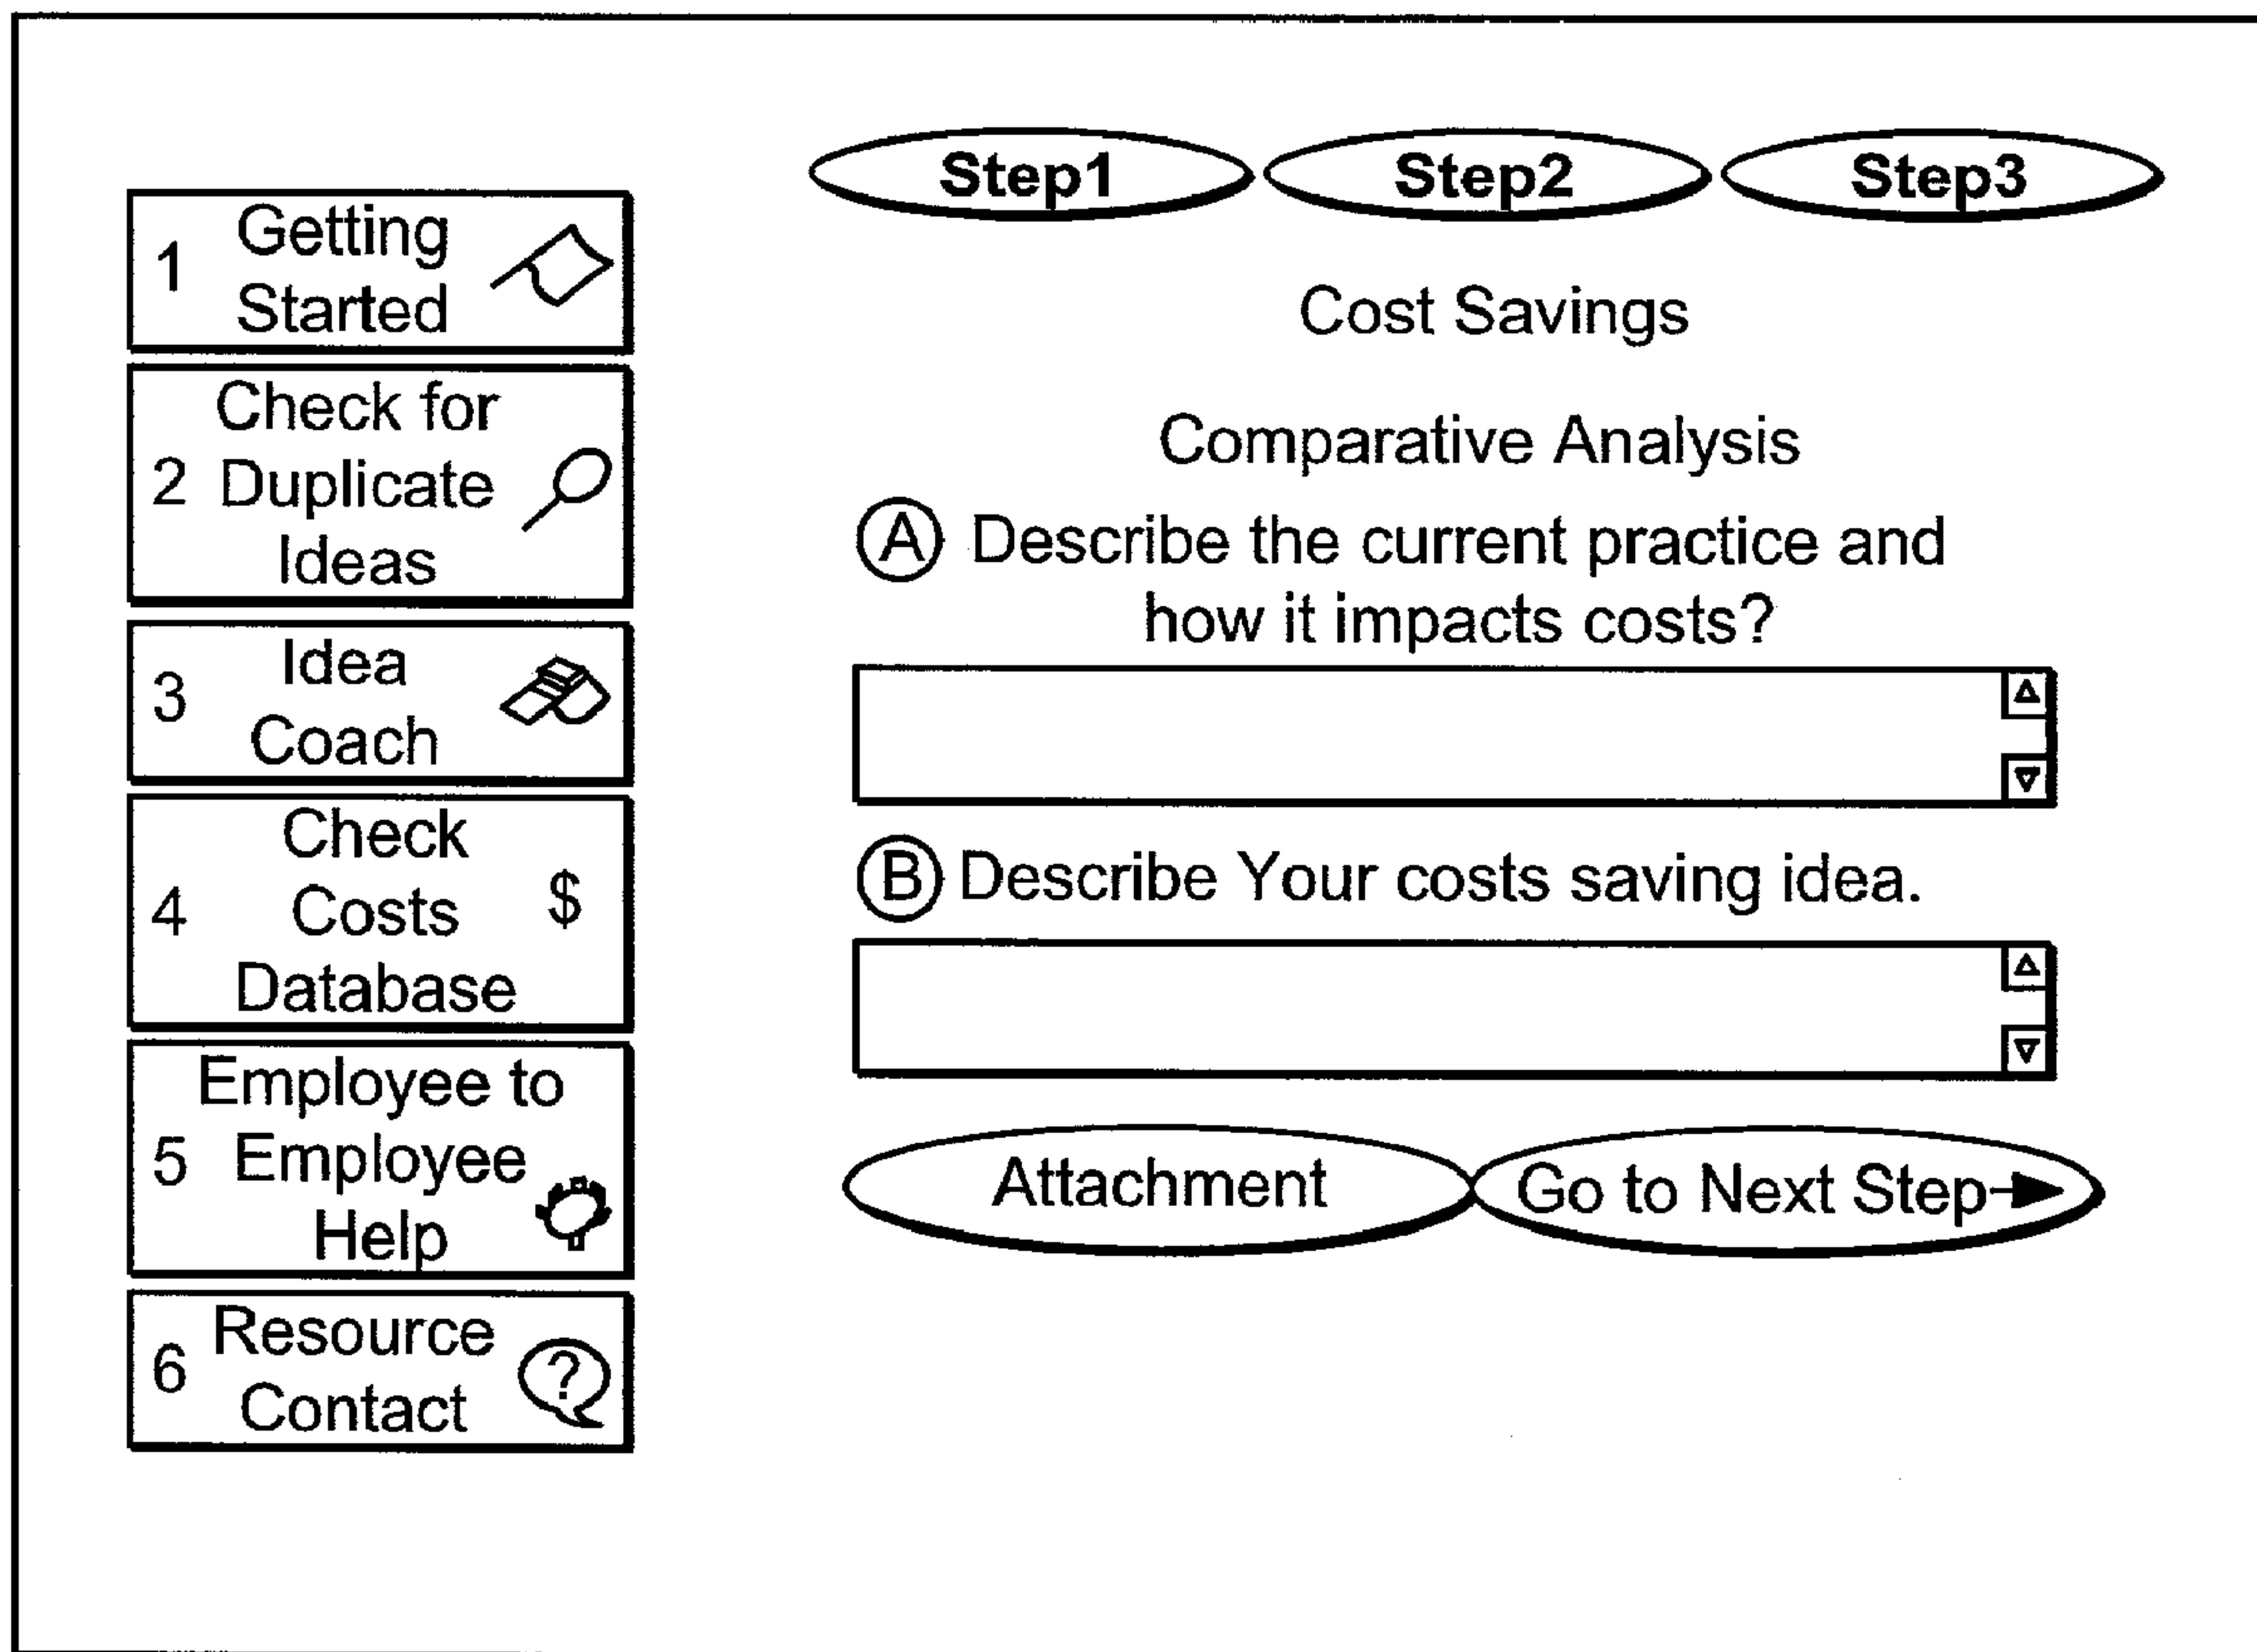 1 Getting
Started
Check for
2 Duplicate
Ideas
3 Idea
Coach
Check
4 Costs $
Database
Employee to
5 Employee
Help
6 Resource ?
Contact
Step1 Step2 Step3
Cost Savings
Comparative Analysis
A Describe the current practice and
how it impacts costs?
B Describe Your costs saving idea.
Attachment Go to Next Step